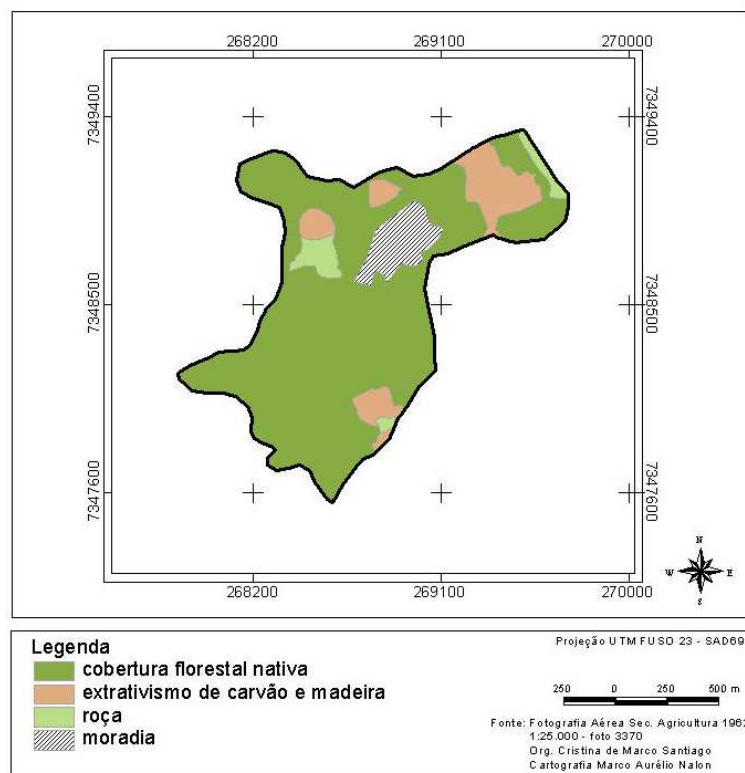 268200 269100 270000
7349400 7349400
7348500 7348500
7347600 7347600
268200 269100 270000
N
W E
S
Legenda
cobertura florestal nativa
extrativismo de carvão e madeira
roça
moradia
Projeção UTM FUSO 23 - SAD69
250 0 250 500 m
Fonte: Fotografia Aérea Sec. Agricultura 1962
1:25.000 - foto 3370
Org. Cristina de Marco Santiago
Cartografia Marco Aurélio Nalon